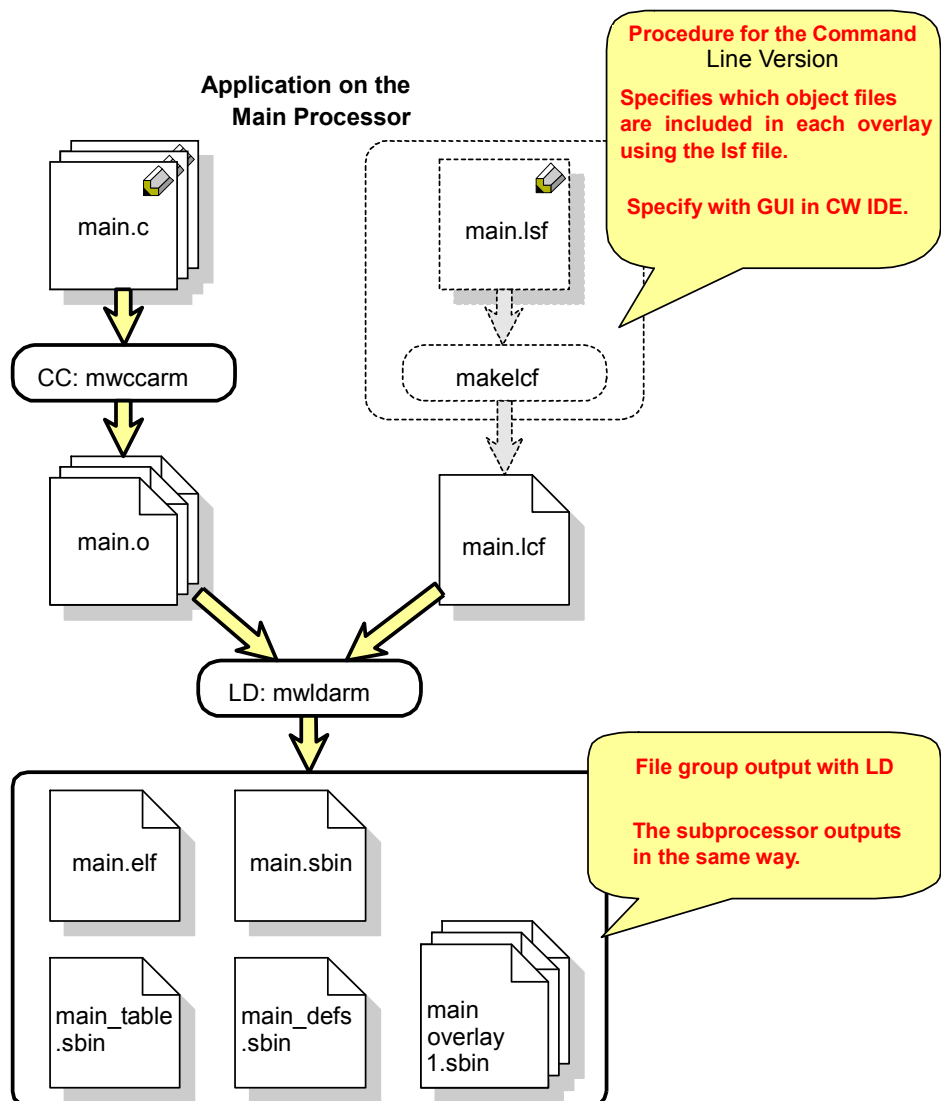 Procedure for the Command
Line Version
Specifies which object files
are included in each overlay
using the lsf file.
Specify with GUI in CW IDE.
Application on the
Main Processor
main.c
main.lsf
CC: mwccarm
makelcf
main.o
main.lcf
LD: mwldarm
File group output with LD
The subprocessor outputs
in the same way.
main.elf
main.sbin
main_table
.sbin
main_defs
.sbin
main
overlay
1.sbin